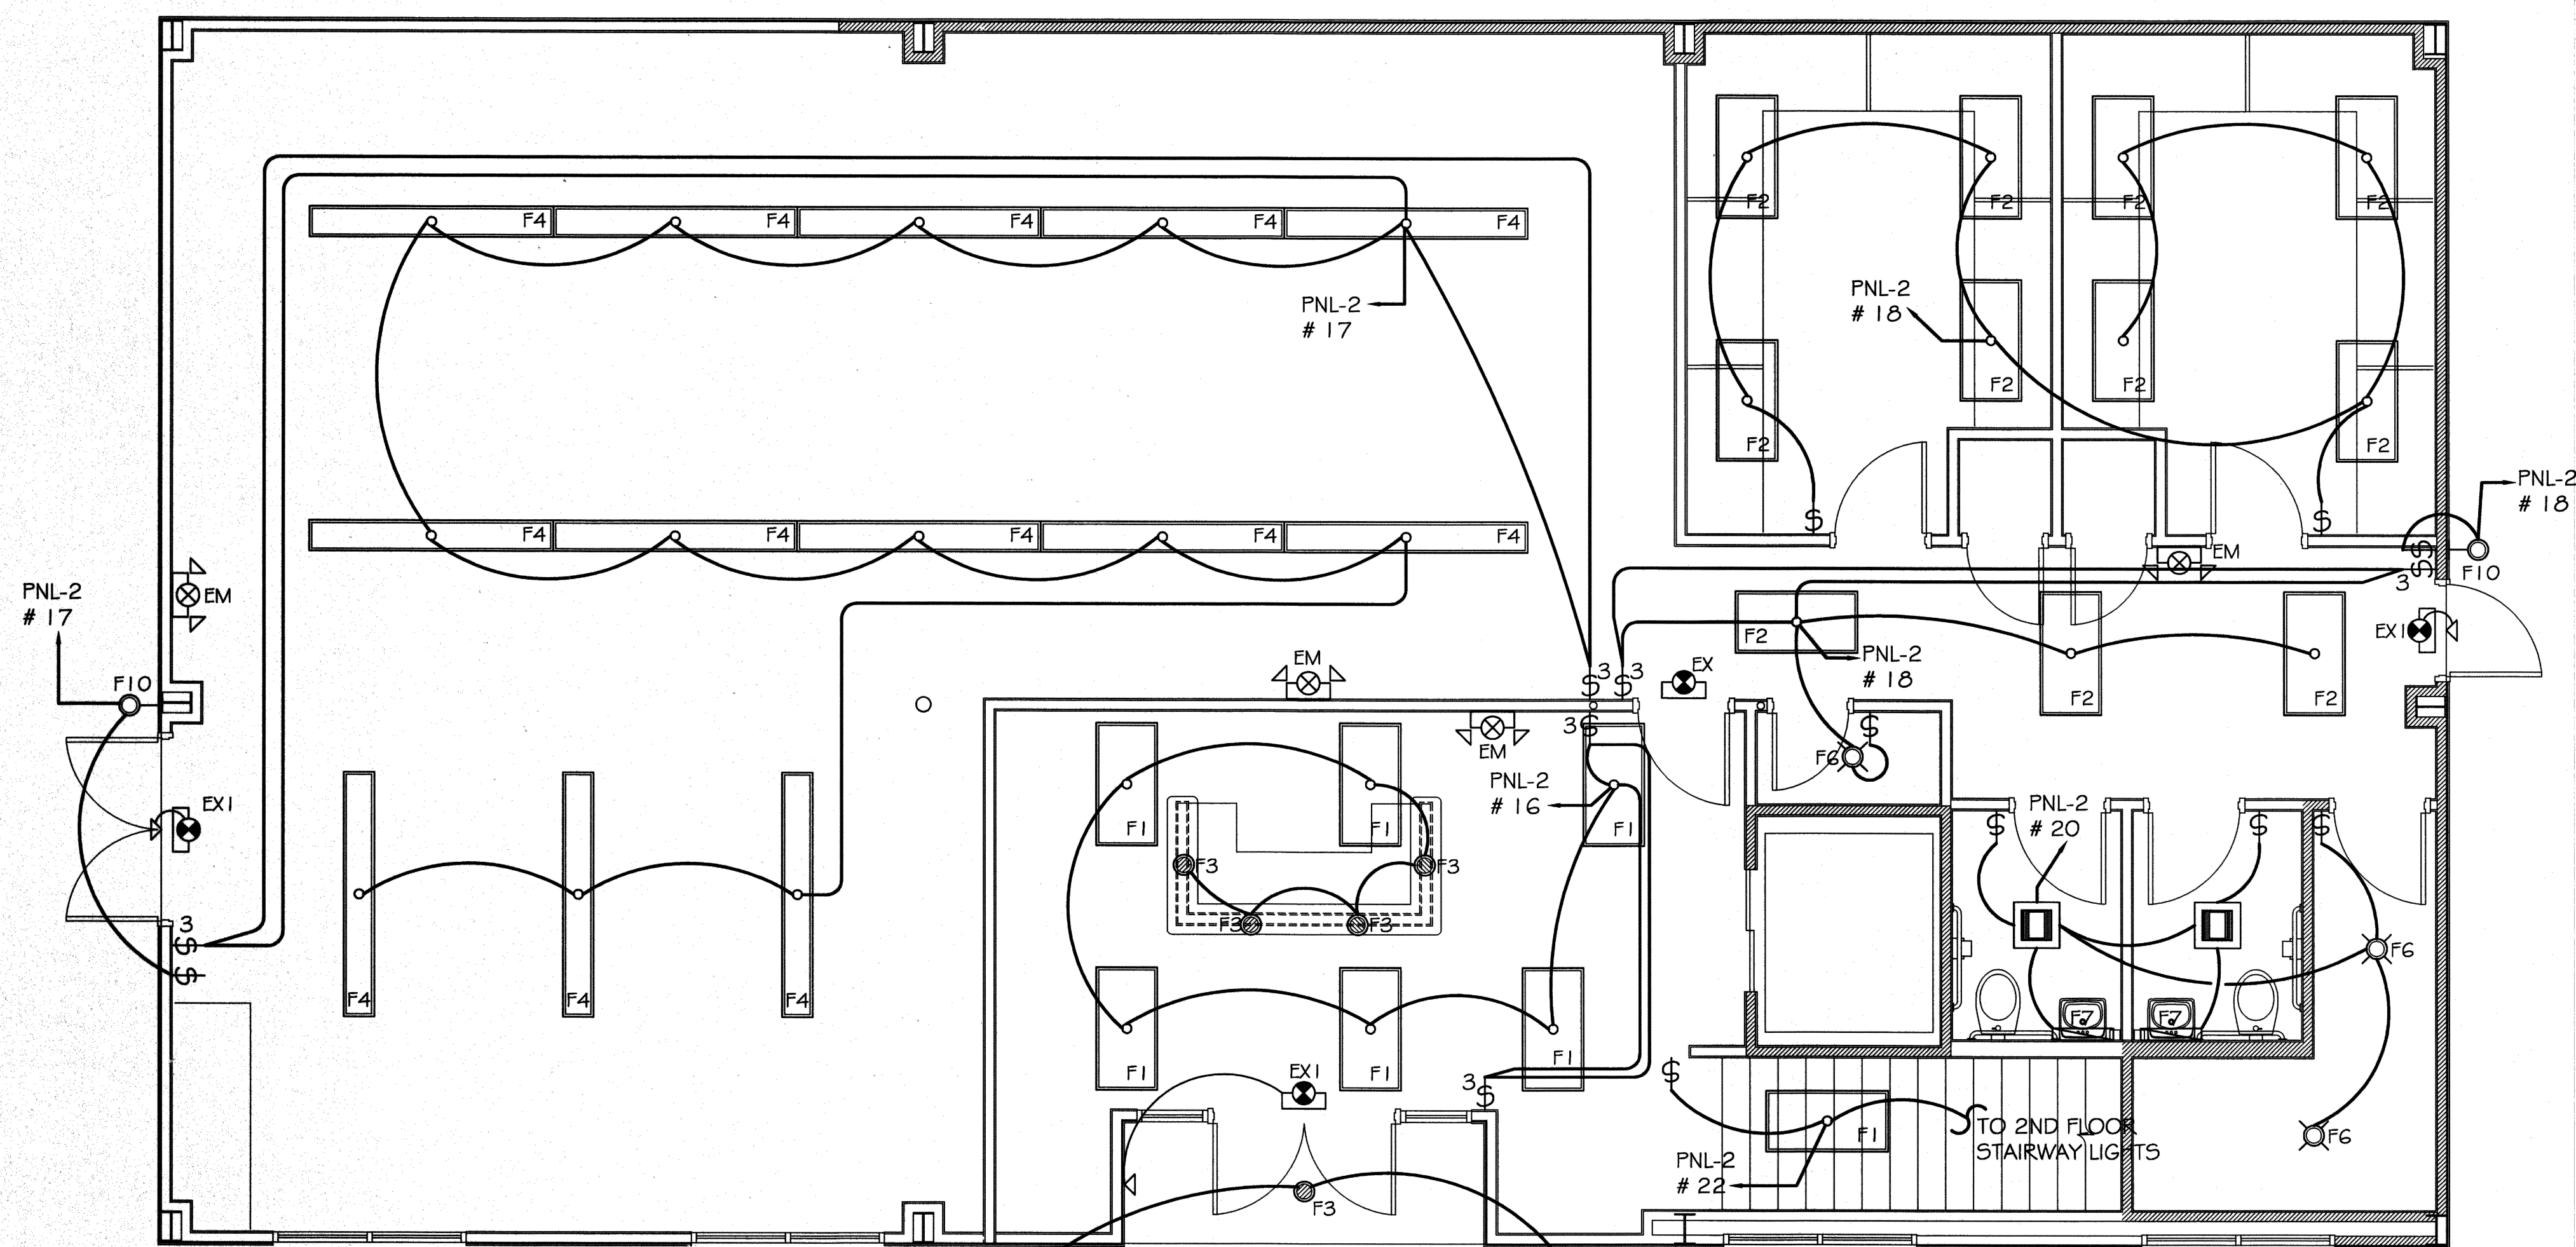 F2
F2
F2
F2
F4
F4
F4
F4
F4
PNL-2
# 18
PNL-2
# 17
F2
F2
F2
F2
PNL-2
# 18
F4
F4
F4
F4
F4
$
$
$
$
3
EM
F10
PNL-2
# 17
EM
F10
EM
3
3
$
$
EX
F2
PNL-2
# 18
F2
F2
EX1
3
$
EM
$
F6
PNL-2
# 16
EX1
F1
F1
F1
PNL-2
# 20
$
$
$
F3
F3
F3
F3
3
$
$
F6
F4
F4
F4
F7
F7
F1
F1
F1
EX1
3
$
$
F1
TO 2ND FLOOR
STAIRWAY LIGHTS
F6
PNL-2
# 22
F3